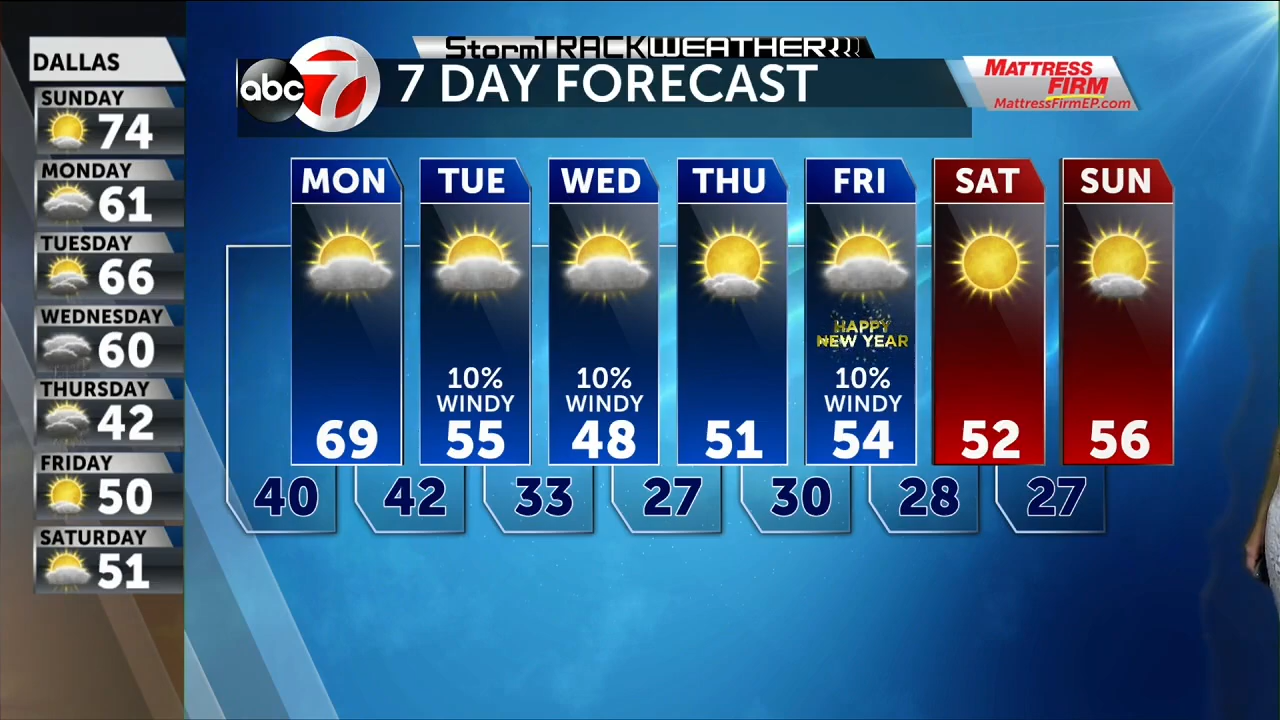 DALLAS
SUNDAY
74
MONDAY
61
TUESDAY
66
WEDNESDAY
60
THURSDAY
42
FRIDAY
50
SATURDAY
51
StormTRACKWEATHER
abc 7
7 DAY FORECAST
MATTRESS
FIRM
MattressFirmEP.com
MON TUE WED THU FRI SAT SUN
HAPPY
NEW YEAR
10% 10% 10%
WINDY WINDY WINDY
69 55 48 51 54 52 56
40 42 33 27 30 28 27